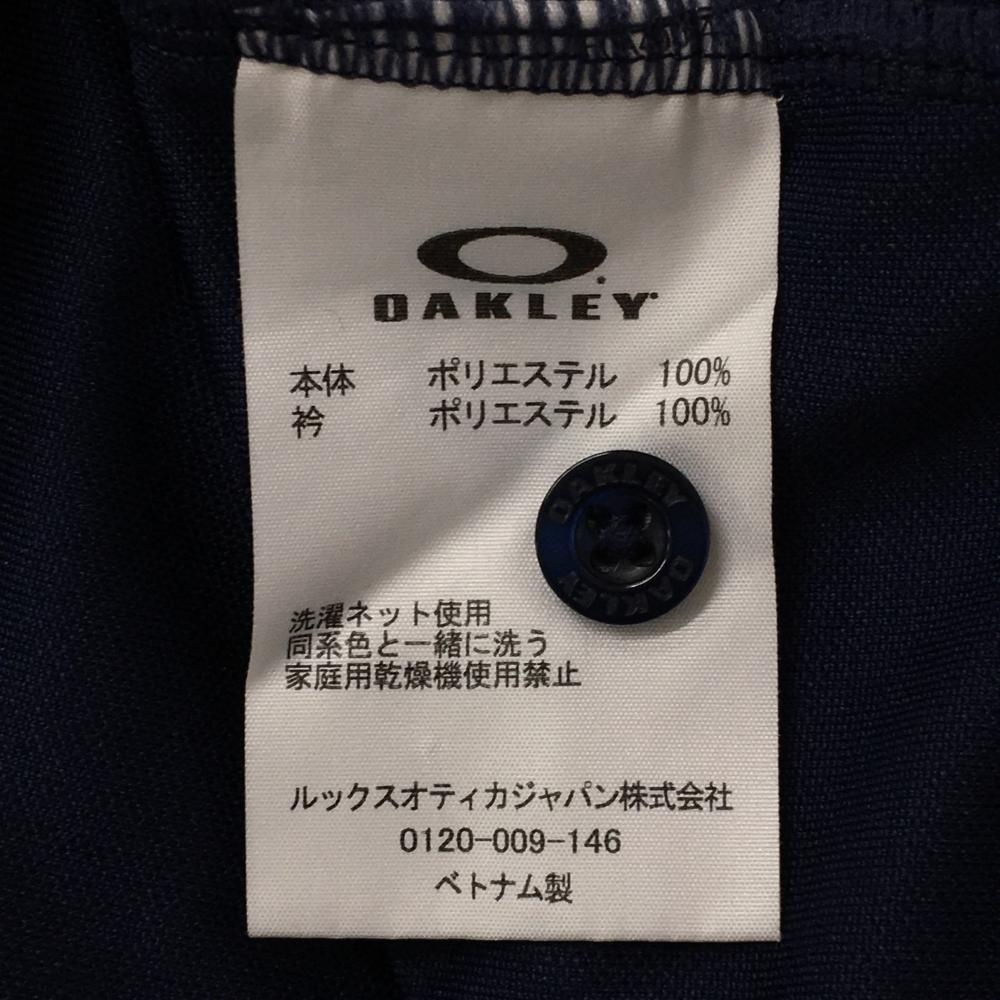 OAKLEY
本体 ポリエステル 100%
衿 ポリエステル 100%
OAKLEY
OAKLEY
洗濯ネット使用
同系色と一緒に洗う
家庭用乾燥機使用禁止
ルックスオティカジャパン株式会社
0120-009-146
ベトナム製